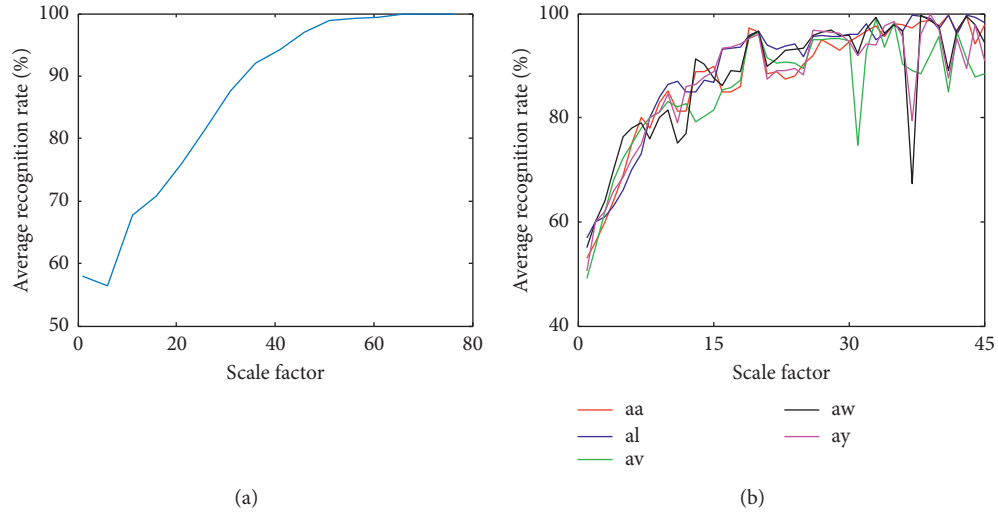 100
90
80
70
60
50
Average recognition rate (%)
0
20
40
60
80
Scale factor
(a)
100
80
60
40
Average recognition rate (%)
0
15
30
45
Scale factor
aa
al
av
aw
ay
(b)